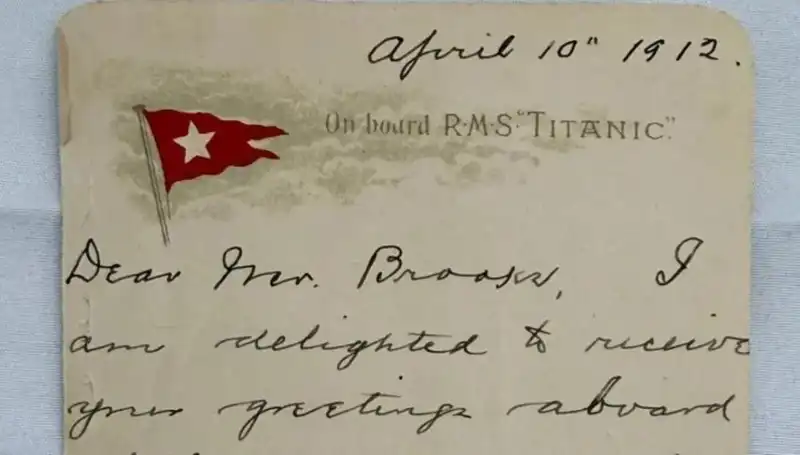 April 10" 1912.
On board R·M·S·"TITANIC".
Dear Mr. Brooks, I
am delighted to receive
your greetings aboard